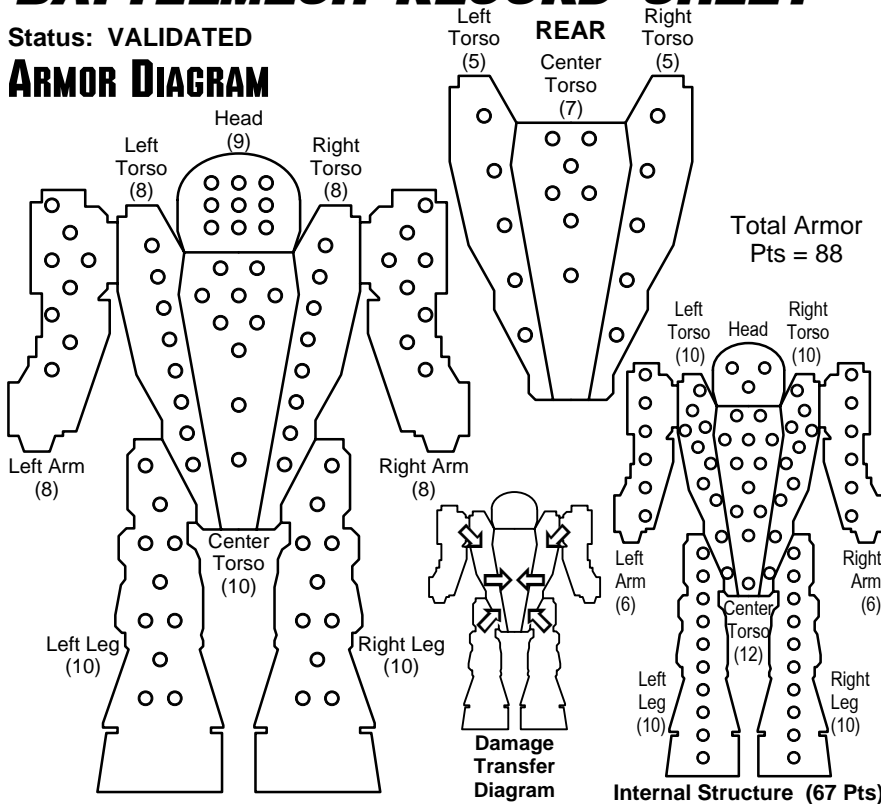 Status: VALIDATED
ARMOR DIAGRAM
Head
(9)
Left
Torso
(8)
Right
Torso
(8)
Left Arm
(8)
Right Arm
(8)
Center
Torso
(10)
Left Leg
(10)
Right Leg
(10)
REAR
Left
Torso
(5)
Center
Torso
(7)
Right
Torso
(5)
Total Armor
Pts = 88
Damage
Transfer
Diagram
Left
Torso
(10)
Head
Right
Torso
(10)
Left
Arm
(6)
Right
Arm
(6)
Center
Torso
(12)
Left
Leg
(10)
Right
Leg
(10)
Internal Structure (67 Pts)